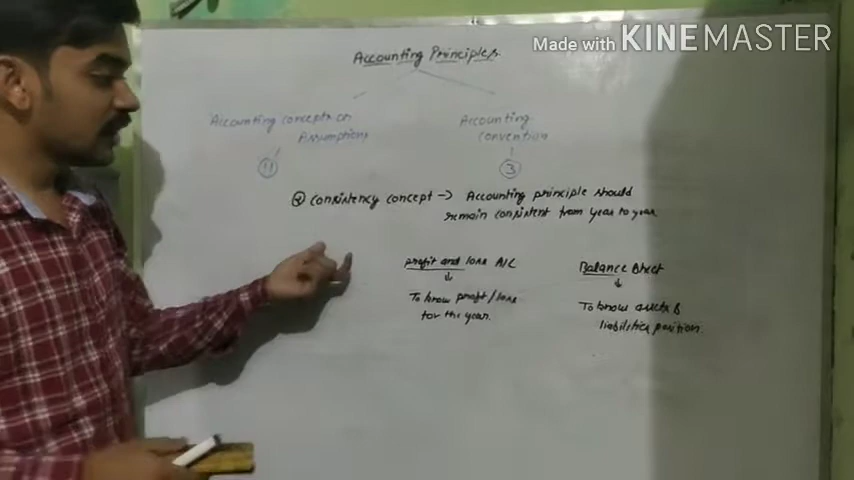 Made with KINEMASTER
Accounting Principles
Accounting concepts or
Assumptions
Accounting
convention
11
3
② Consistency concept → Accounting principle should
remain consistent from year to year
profit and loss A/C
Balance Sheet
↓
↓
To know profit/loss
for the year.
To know assets &
liabilities position.